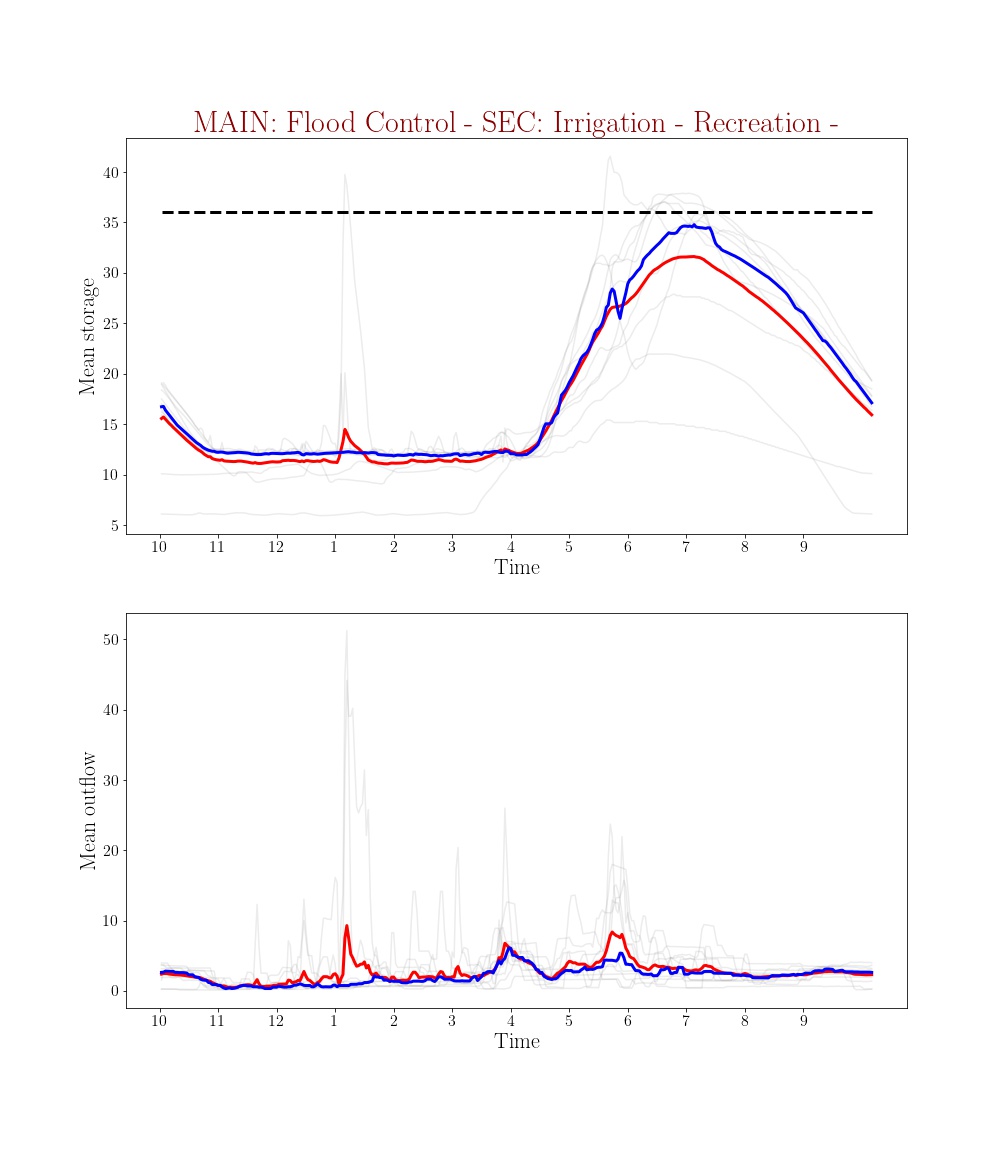 MAIN: Flood Control - SEC: Irrigation - Recreation -
Mean storage
40
35
30
25
20
15
10
5
10 11 12 1 2 3 4 5 6 7 8 9
Time
Mean outflow
50
40
30
20
10
0
10 11 12 1 2 3 4 5 6 7 8 9
Time